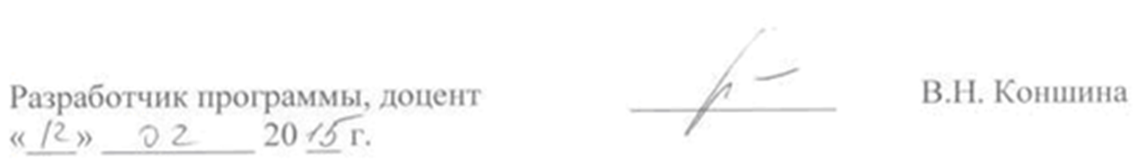 Разработчик программы, доцент В.Н. Коншина
«12» 02 2015 г.